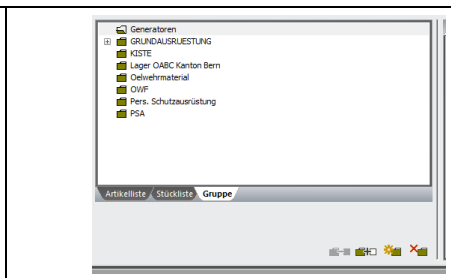 Generatoren
GRUNDAUSRUESTUNG
KISTE
Lager OABC Kanton Bern
Oelwehrmaterial
OWF
Pers. Schutzausrüstung
PSA
Artikelliste Stückliste Gruppe